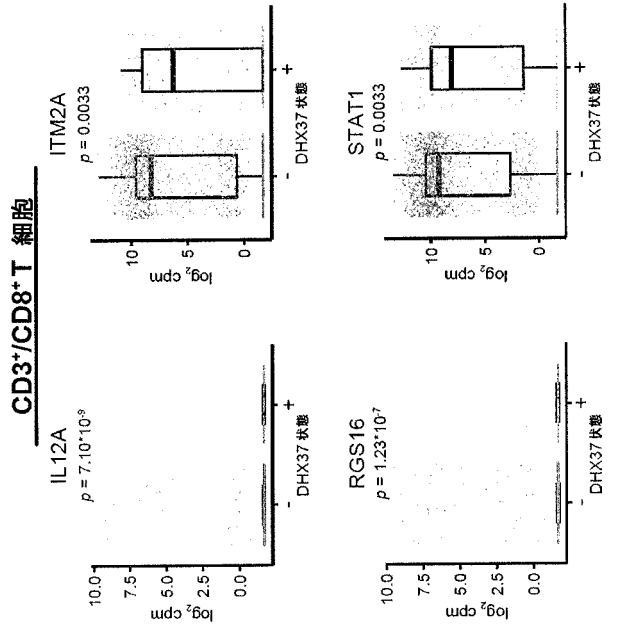 CD3⁺/CD8⁺ T 細胞
IL12A
p = 7.10*10⁻⁹
10.0
7.5
5.0
2.5
0.0
log₂ cpm
- +
DHX37 状態
ITM2A
p = 0.0033
10
5
0
log₂ cpm
- +
DHX37 状態
RGS16
p = 1.23*10⁻⁷
10.0
7.5
5.0
2.5
0.0
log₂ cpm
- +
DHX37 状態
STAT1
p = 0.0033
10
5
0
log₂ cpm
- +
DHX37 状態